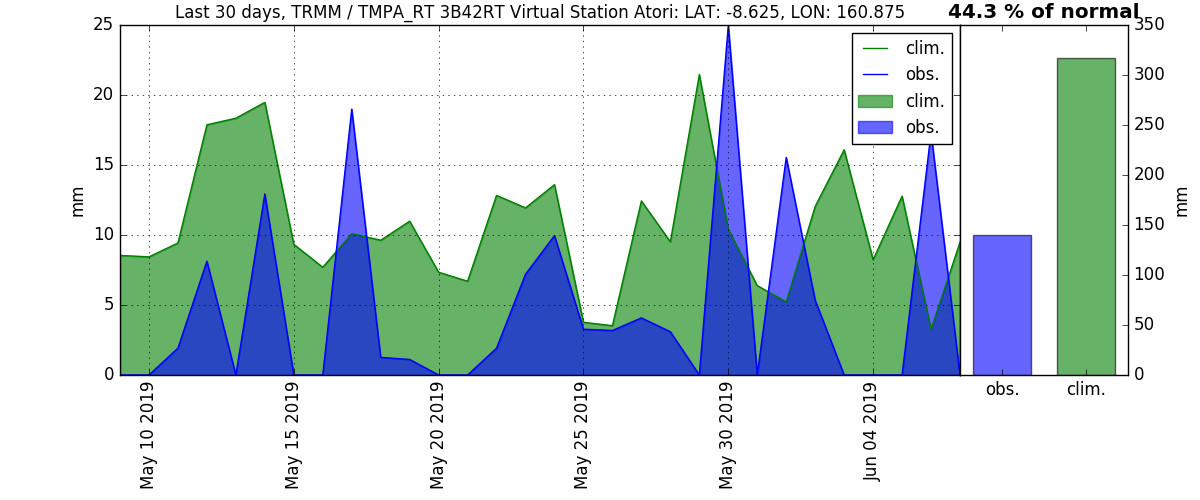 Last 30 days, TRMM / TMPA_RT 3B42RT Virtual Station Atori: LAT: -8.625, LON: 160.875
44.3 % of normal
clim.
obs.
clim.
obs.
25
20
15
10
5
0
mm
350
300
250
200
150
100
50
0
mm
May 10 2019
May 15 2019
May 20 2019
May 25 2019
May 30 2019
Jun 04 2019
obs.
clim.